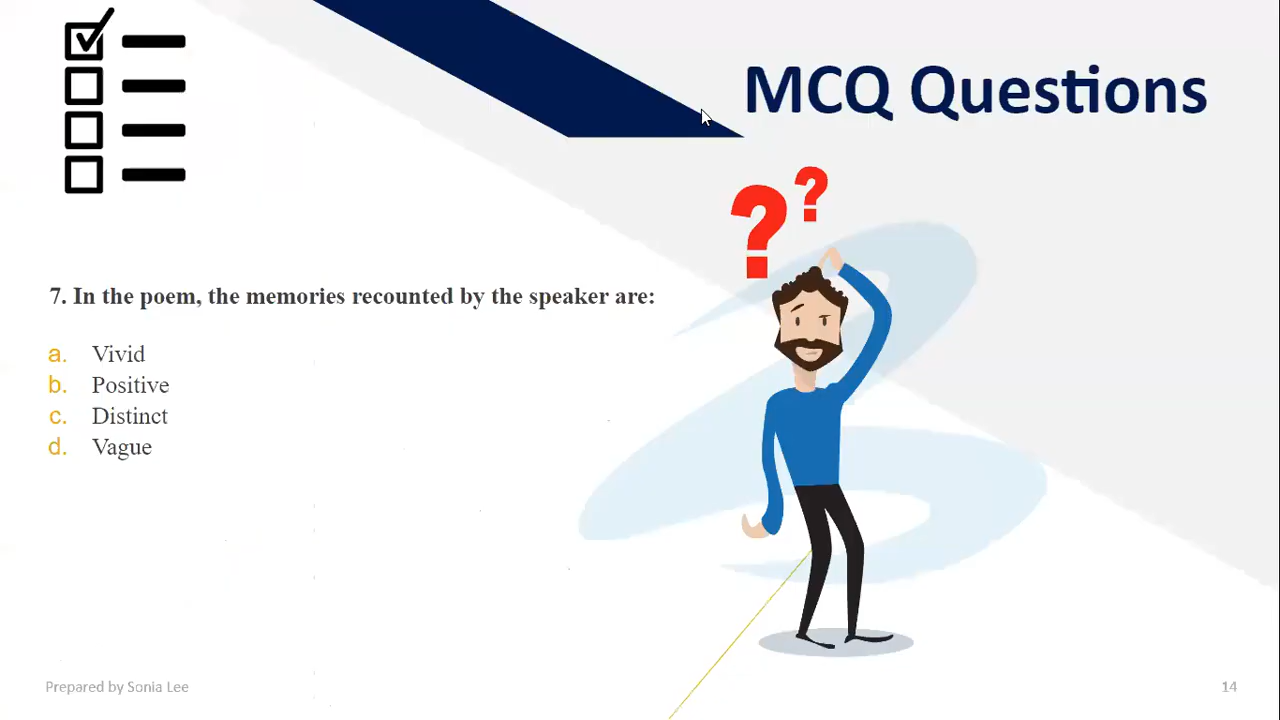 MCQ Questions
? ?
7. In the poem, the memories recounted by the speaker are:
a. Vivid
b. Positive
c. Distinct
d. Vague
Prepared by Sonia Lee
14